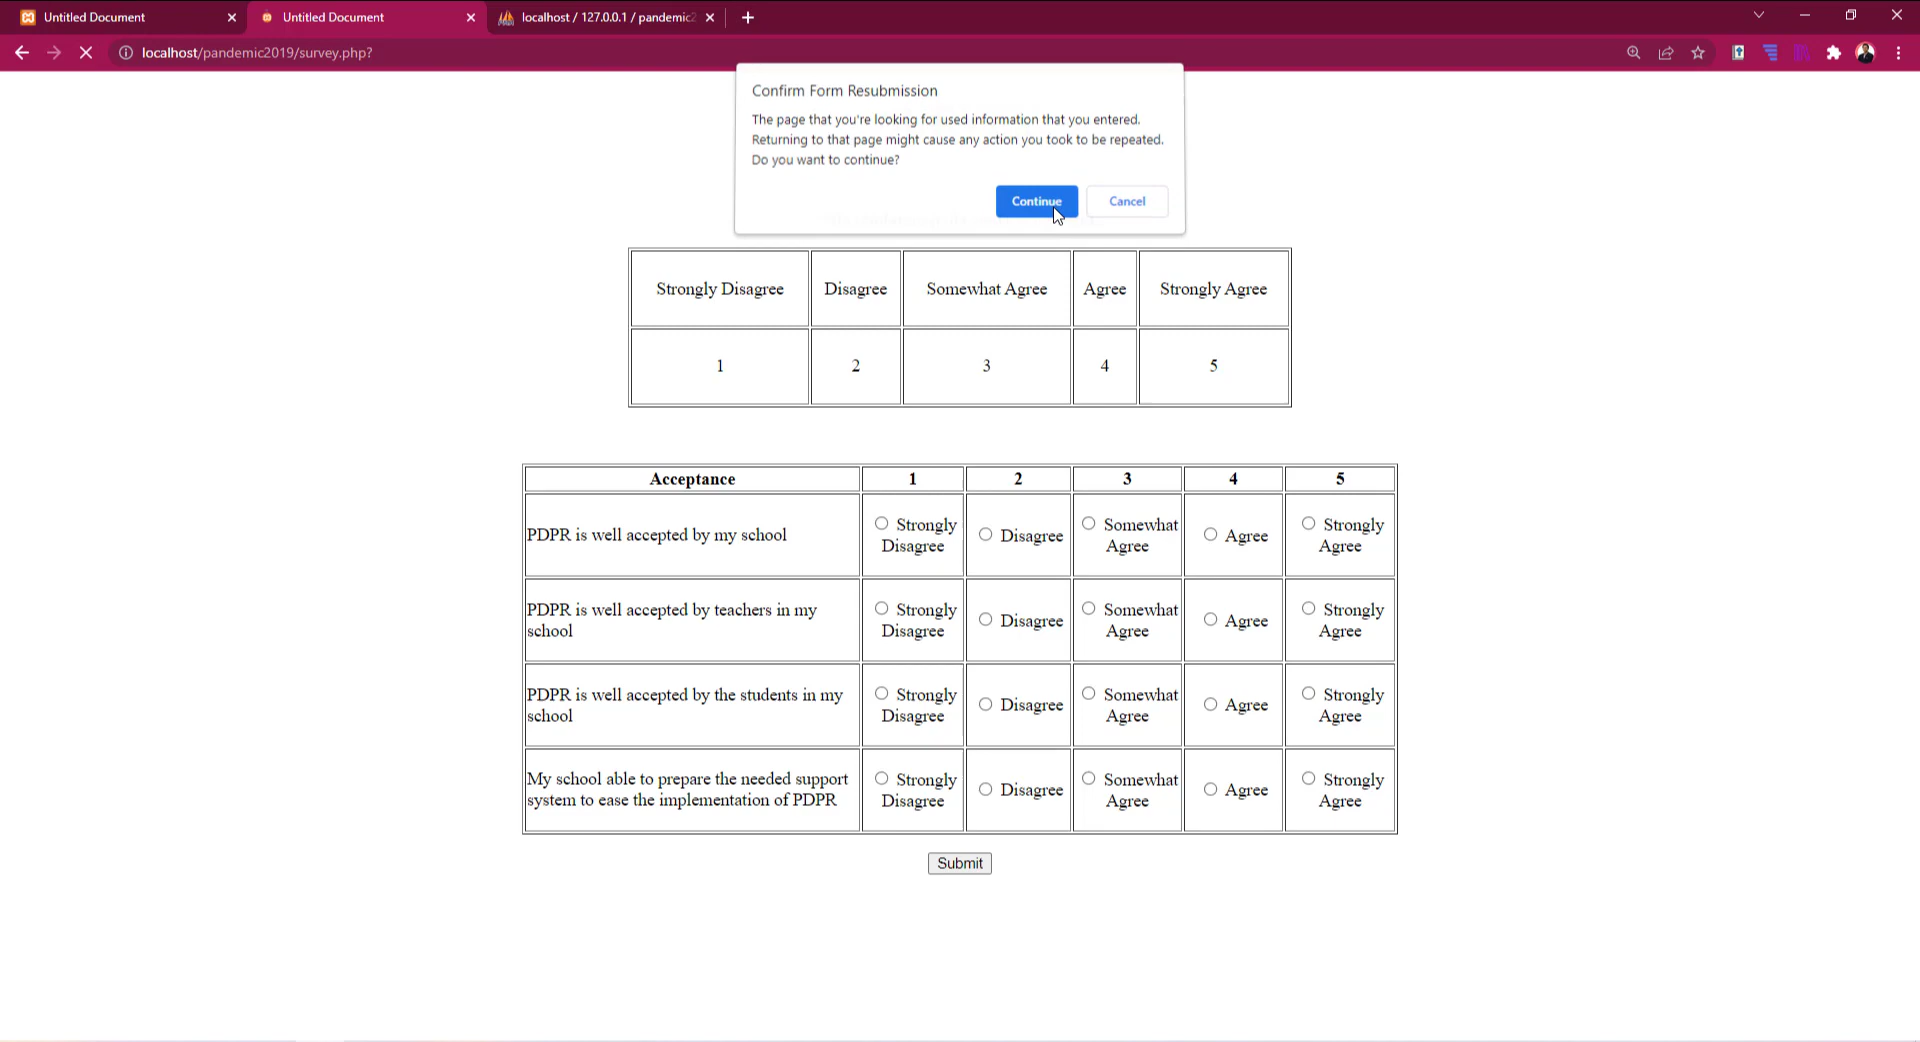 Untitled Document
Untitled Document
localhost / 127.0.0.1 / pandemic2
localhost/pandemic2019/survey.php?
Confirm Form Resubmission
The page that you're looking for used information that you entered.
Returning to that page might cause any action you took to be repeated.
Do you want to continue?
Continue Cancel
Strongly Disagree Disagree Somewhat Agree Agree Strongly Agree
1 2 3 4 5
Acceptance 1 2 3 4 5
PDPR is well accepted by my school
Strongly
Disagree
Disagree
Somewhat
Agree
Agree
Strongly
Agree
PDPR is well accepted by teachers in my
school
Strongly
Disagree
Disagree
Somewhat
Agree
Agree
Strongly
Agree
PDPR is well accepted by the students in my
school
Strongly
Disagree
Disagree
Somewhat
Agree
Agree
Strongly
Agree
My school able to prepare the needed support
system to ease the implementation of PDPR
Strongly
Disagree
Disagree
Somewhat
Agree
Agree
Strongly
Agree
Submit